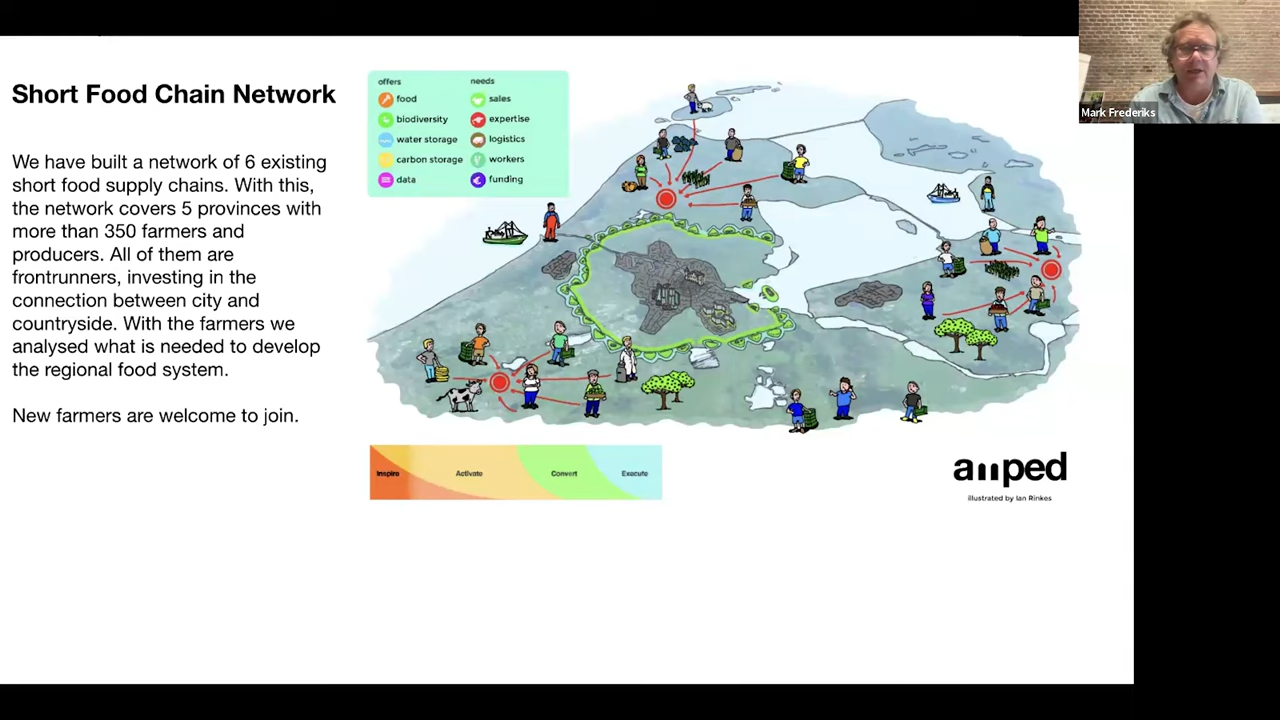 Short Food Chain Network
We have built a network of 6 existing
short food supply chains. With this,
the network covers 5 provinces with
more than 350 farmers and
producers. All of them are
frontrunners, investing in the
connection between city and
countryside. With the farmers we
analysed what is needed to develop
the regional food system.
New farmers are welcome to join.
offers
food
biodiversity
water storage
carbon storage
data
needs
sales
expertise
logistics
workers
funding
Inspire
Activate
Convert
Execute
amped
illustrated by Ian Rinkes
Mark Frederiks